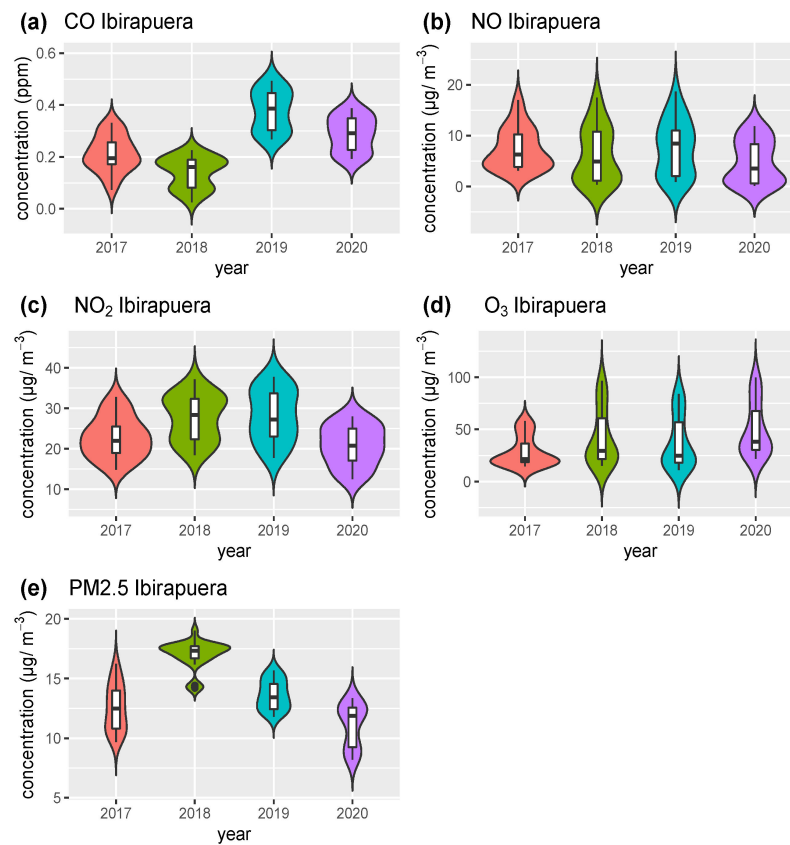 (a) CO Ibirapuera
concentration (ppm)
0.6
0.4
0.2
0.0
2017 2018 2019 2020
year
(b) NO Ibirapuera
concentration (µg/ m⁻³)
20
10
0
2017 2018 2019 2020
year
(c) NO₂ Ibirapuera
concentration (µg/ m⁻³)
40
30
20
10
2017 2018 2019 2020
year
(d) O₃ Ibirapuera
concentration (µg/ m⁻³)
100
50
0
2017 2018 2019 2020
year
(e) PM2.5 Ibirapuera
concentration (µg/ m⁻³)
20
15
10
5
2017 2018 2019 2020
year